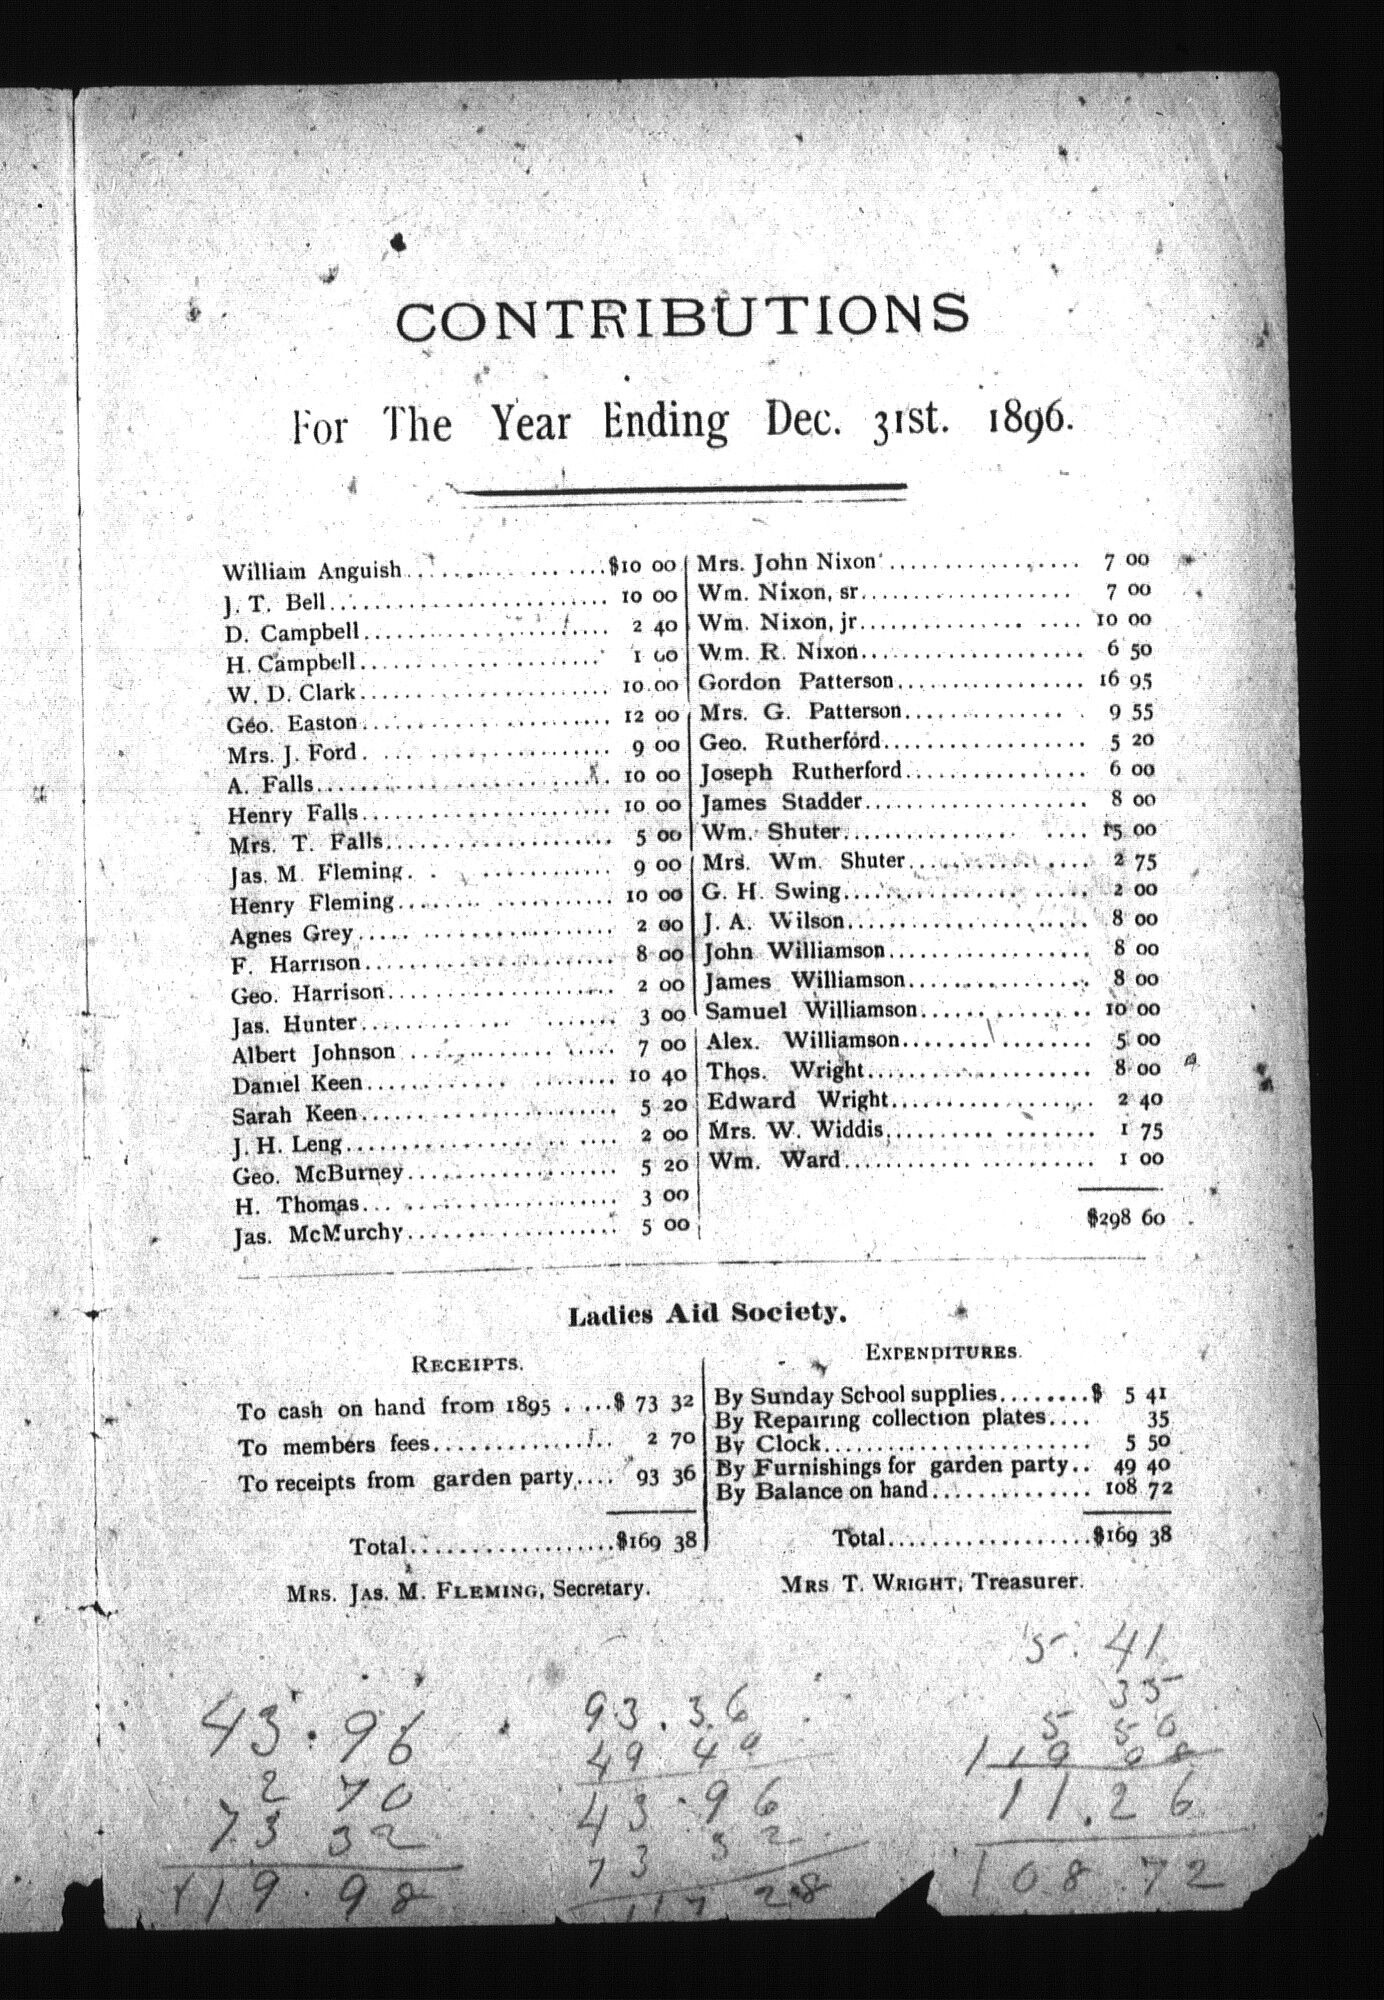 CONTRIBUTIONS
For The Year Ending Dec. 31st. 1896.
William Anguish $10 00
J. T. Bell 10 00
D. Campbell 2 40
H. Campbell 1 00
W. D. Clark 10 00
Geo. Easton 12 00
Mrs. J. Ford 9 00
A. Falls 10 00
Henry Falls 10 00
Mrs. T. Falls 5 00
Jas. M Fleming 9 00
Henry Fleming 10 00
Agnes Grey 2 00
F. Harrison 8 00
Geo. Harrison 2 00
Jas. Hunter 3 00
Albert Johnson 7 00
Daniel Keen 10 40
Sarah Keen 5 20
J. H. Leng 2 00
Geo. McBurney 5 20
H. Thomas 3 00
Jas. McMurchy 5 00
Mrs. John Nixon 7 00
Wm. Nixon, sr 7 00
Wm. Nixon, jr 10 00
Wm. R. Nixon 6 50
Gordon Patterson 16 95
Mrs. G. Patterson 9 55
Geo. Rutherford 5 20
Joseph Rutherford 6 00
James Stadder 8 00
Wm. Shuter 15 00
Mrs. Wm. Shuter 2 75
G. H. Swing 2 00
J. A. Wilson 8 00
John Williamson 8 00
James Williamson 8 00
Samuel Williamson 10 00
Alex. Williamson 5 00
Thos. Wright 8 00
Edward Wright 2 40
Mrs. W. Widdis 1 75
Wm. Ward 1 00
$298 60
Ladies Aid Society.
RECEIPTS.
To cash on hand from 1895 $ 73 32
To members fees 2 70
To receipts from garden party 93 36
Total $169 38
MRS. JAS. M. FLEMING, Secretary.
EXPENDITURES.
By Sunday School supplies $ 5 41
By Repairing collection plates 35
By Clock 5 50
By Furnishings for garden party 49 40
By Balance on hand 108 72
Total $169 38
MRS T. WRIGHT, Treasurer.
43.96
2 70
73 32
119.98
93.36
49 40
43.96
73 32
117 28
5.41
35
5 50
119 98
11.26
108.72